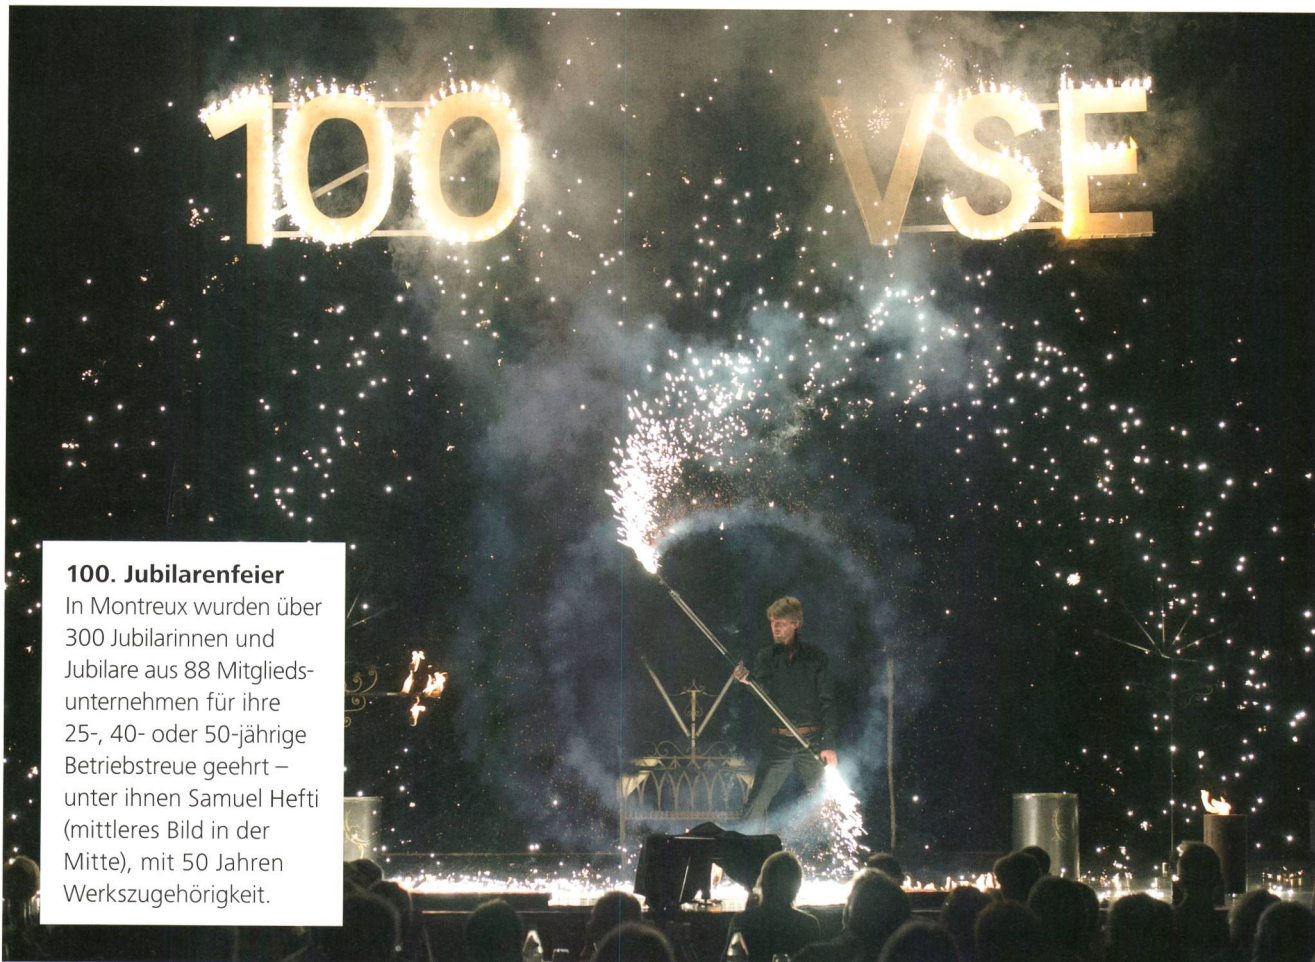 100 VSE
100. Jubilarenfeier
In Montreux wurden über
300 Jubilarinnen und
Jubilare aus 88 Mitglieds-
unternehmen für ihre
25-, 40- oder 50-jährige
Betriebstreue geehrt –
unter ihnen Samuel Hefti
(mittleres Bild in der
Mitte), mit 50 Jahren
Werkszugehörigkeit.